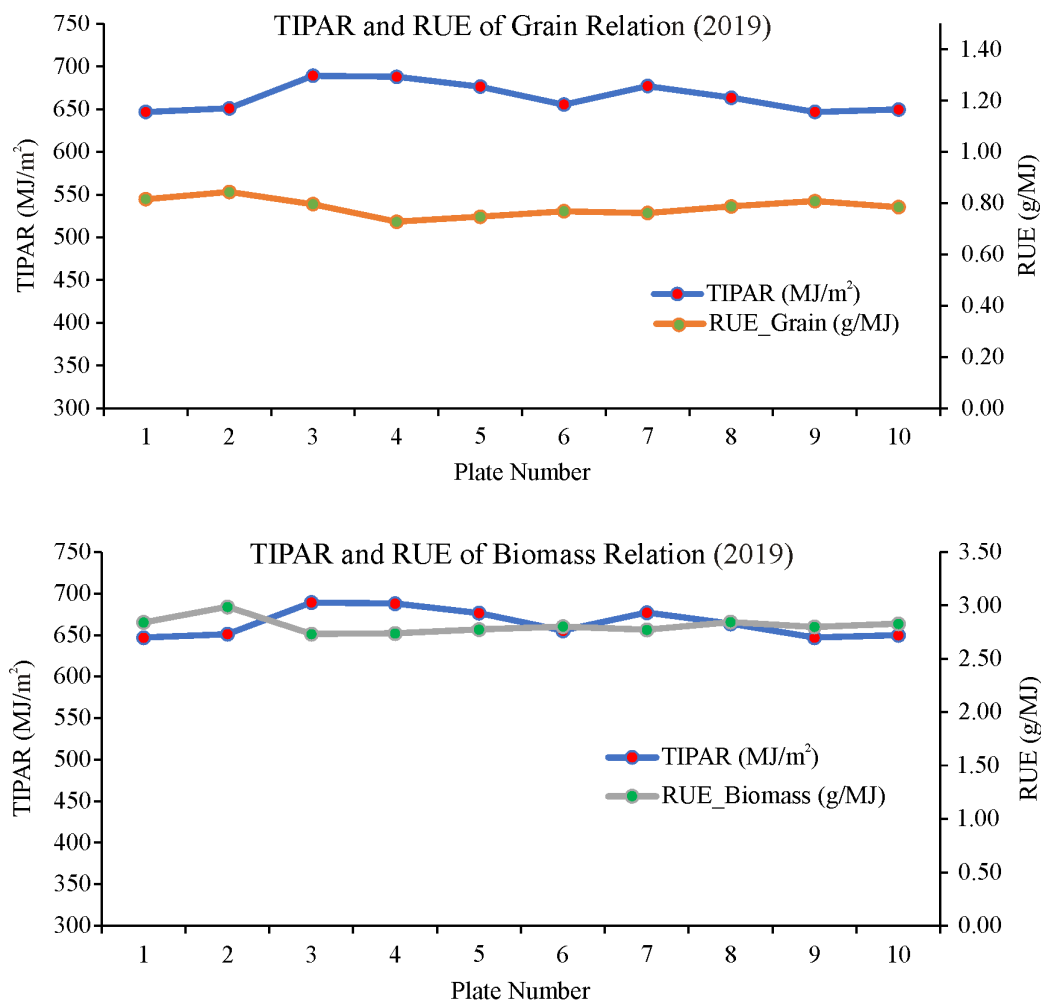 TIPAR and RUE of Grain Relation (2019)
750
700
650
600
550
500
450
400
350
300
TIPAR (MJ/m²)
1.40
1.20
1.00
0.80
0.60
0.40
0.20
0.00
RUE (g/MJ)
TIPAR (MJ/m²)
RUE_Grain (g/MJ)
1 2 3 4 5 6 7 8 9 10
Plate Number
TIPAR and RUE of Biomass Relation (2019)
750
700
650
600
550
500
450
400
350
300
TIPAR (MJ/m²)
3.50
3.00
2.50
2.00
1.50
1.00
0.50
0.00
RUE (g/MJ)
TIPAR (MJ/m²)
RUE_Biomass (g/MJ)
1 2 3 4 5 6 7 8 9 10
Plate Number